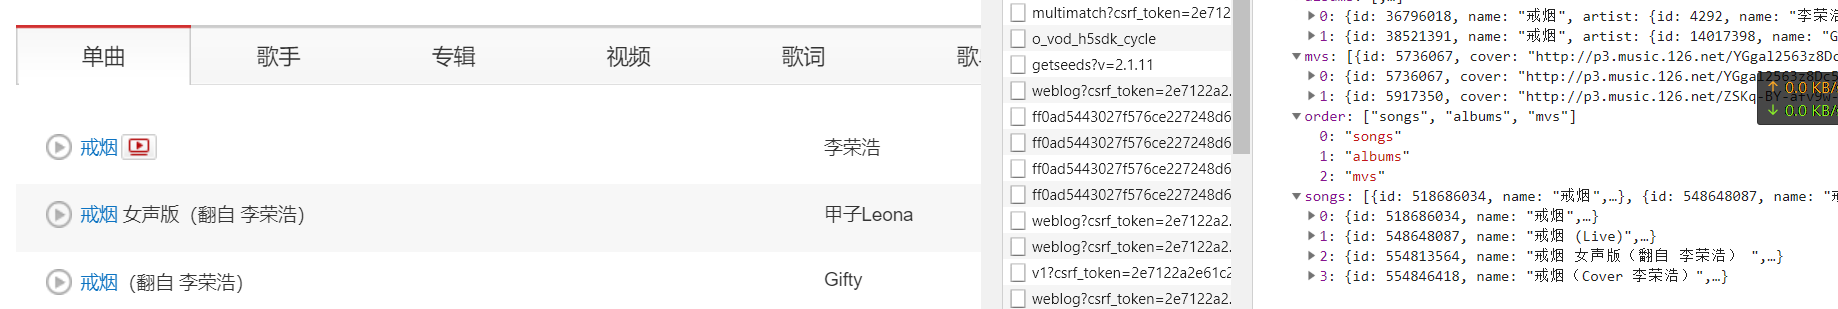 单曲 歌手 专辑 视频 歌词
戒烟 李荣浩
戒烟 女声版（翻自 李荣浩） 甲子Leona
戒烟 （翻自 李荣浩） Gifty
multimatch?csrf_token=2e712
o_vod_h5sdk_cycle
getseeds?v=2.1.11
weblog?csrf_token=2e7122a2.
ff0ad5443027f576ce227248d6
ff0ad5443027f576ce227248d6
ff0ad5443027f576ce227248d6
ff0ad5443027f576ce227248d6
weblog?csrf_token=2e7122a2.
weblog?csrf_token=2e7122a2.
v1?csrf_token=2e7122a2e61c2
weblog?csrf_token=2e7122a2.
0: {id: 36796018, name: "戒烟", artist: {id: 4292, name: "李荣浩
1: {id: 38521391, name: "戒烟", artist: {id: 14017398, name: "G
mvs: [{id: 5736067, cover: "http://p3.music.126.net/YGgal2563z8Dc
0: {id: 5736067, cover: "http://p3.music.126.net/YGgal2563z8Dc5
1: {id: 5917350, cover: "http://p3.music.126.net/ZSKq-BY-afv9W-
↑ 0.0 KB/
↓ 0.0 KB/
order: ["songs", "albums", "mvs"]
0: "songs"
1: "albums"
2: "mvs"
songs: [{id: 518686034, name: "戒烟",…}, {id: 548648087, name: "
0: {id: 518686034, name: "戒烟",…}
1: {id: 548648087, name: "戒烟 (Live)",…}
2: {id: 554813564, name: "戒烟 女声版（翻自 李荣浩） ",…}
3: {id: 554846418, name: "戒烟（Cover 李荣浩）",…}